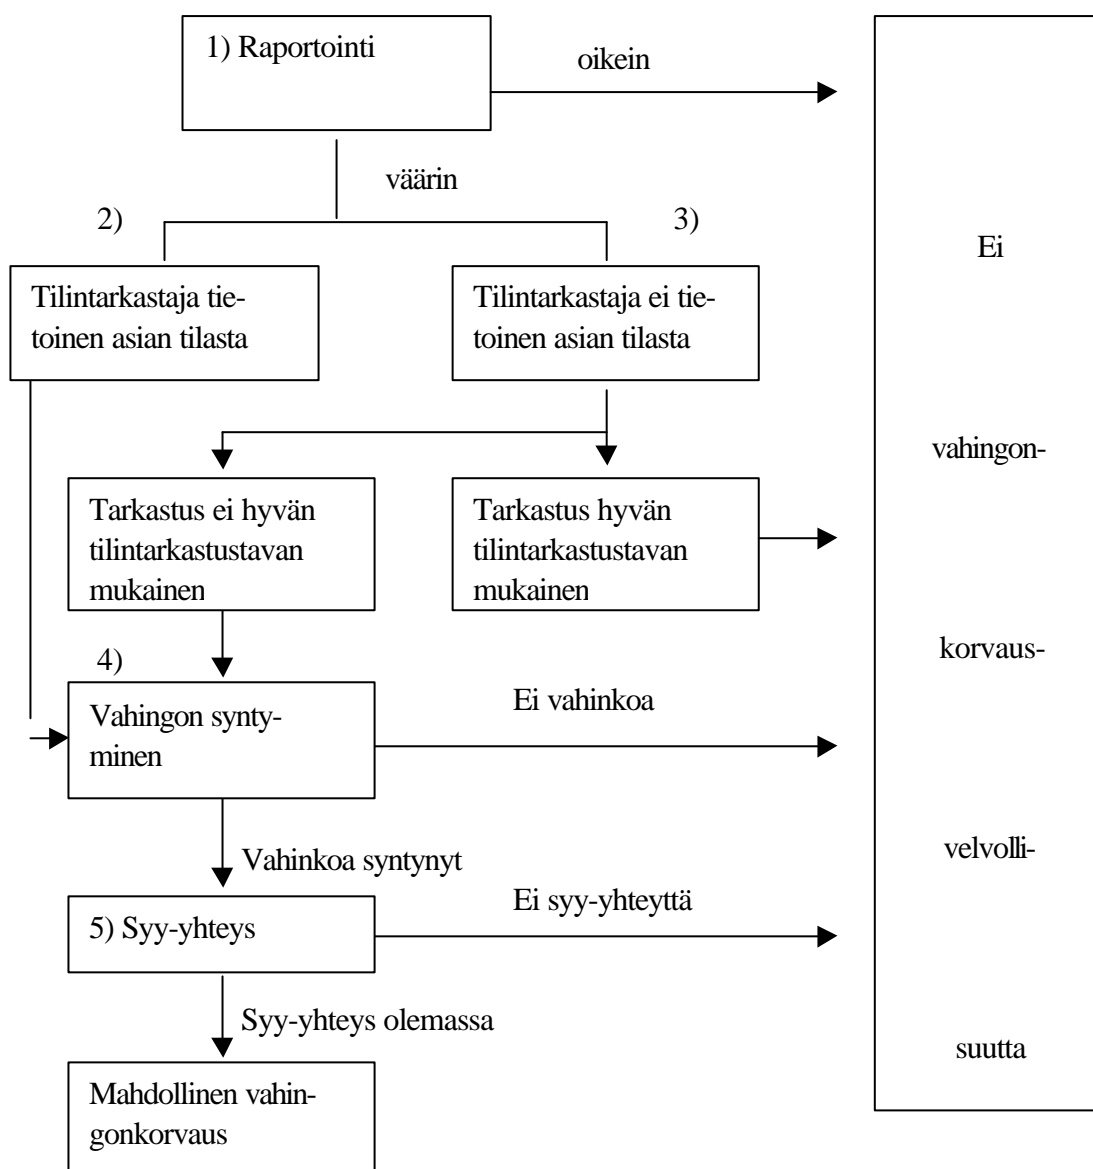 1) Raportointi
oikein
väärin
2)
3)
Tilintarkastaja tie-
toinen asian tilasta
Tilintarkastaja ei tie-
toinen asian tilasta
Tarkastus ei hyvän
tilintarkastustavan
mukainen
Tarkastus hyvän
tilintarkastustavan
mukainen
4)
Vahingon synty-
minen
Ei vahinkoa
Vahinkoa syntynyt
5) Syy-yhteys
Ei syy-yhteyttä
Syy-yhteys olemassa
Mahdollinen vahin-
gonkorvaus
Ei
vahingon-
korvaus-
velvolli-
suutta